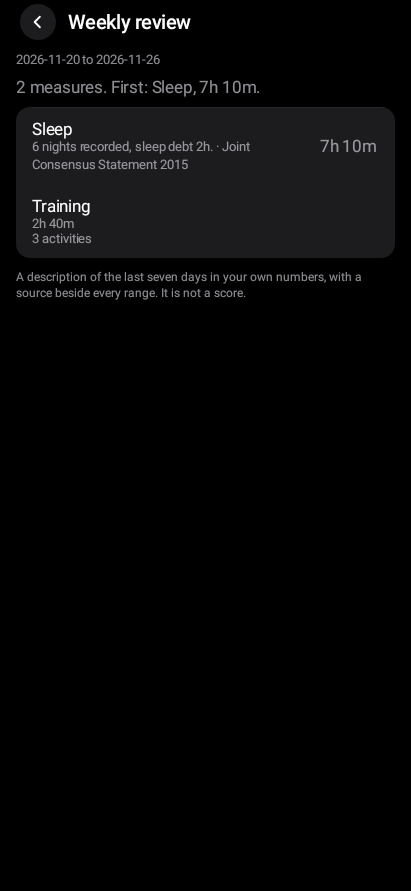 Weekly review
2026-11-20 to 2026-11-26
2 measures. First: Sleep, 7h 10m.
Sleep
6 nights recorded, sleep debt 2h. · Joint
Consensus Statement 2015
7h 10m
Training
2h 40m
3 activities
A description of the last seven days in your own numbers, with a
source beside every range. It is not a score.